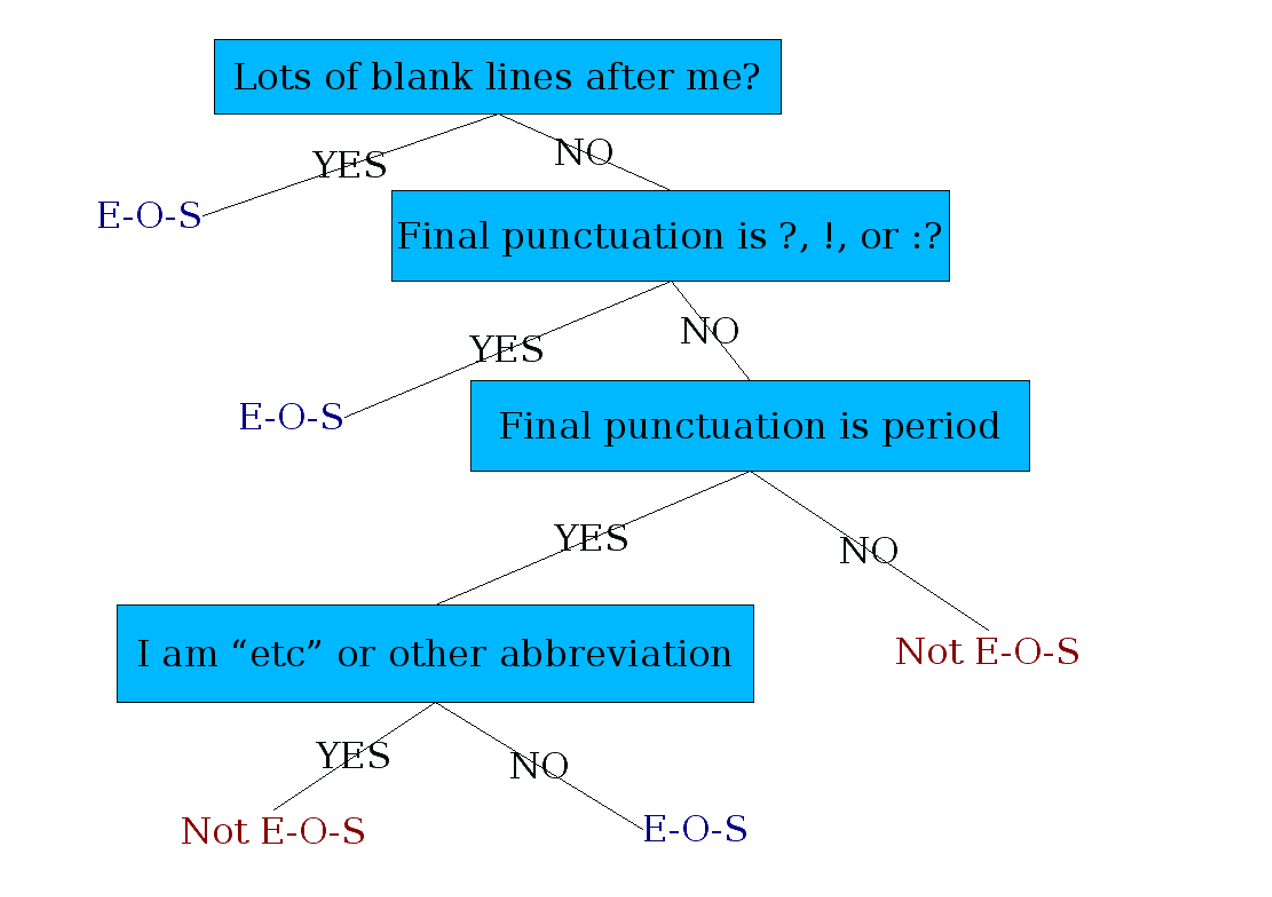 Lots of blank lines after me?
YES
NO
E-O-S
Final punctuation is ?, !, or :?
YES
NO
E-O-S
Final punctuation is period
YES
NO
I am “etc” or other abbreviation
Not E-O-S
YES
NO
Not E-O-S
E-O-S